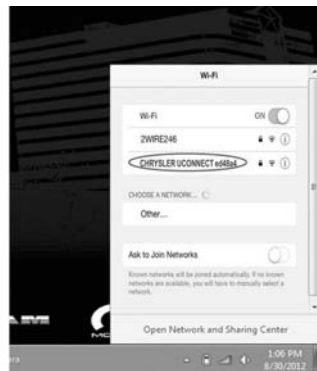 Wi-Fi
Wi-Fi ON
2WIRE246
CHRYSLER UCONNECT ed48a4
CHOOSE A NETWORK...
Other...
Ask to Join Networks
Known networks will be joined automatically. If no known
networks are available, you will have to manually select a
network.
Open Network and Sharing Center
1:06 PM
8/30/2012